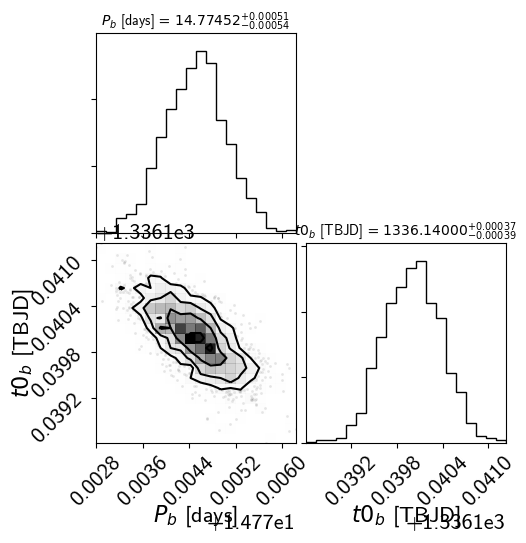 P_b [days] = 14.77452^{+0.00051}_{-0.00054}
+1.3361e3
t0_b [TBJD] = 1336.14000^{+0.00037}_{-0.00039}
t0_b [TBJD]
0.0410
0.0404
0.0398
0.0392
0.0028 0.0036 0.0044 0.0052 0.0060
0.0392 0.0398 0.0404 0.0410
P_b [days]
t0_b [TBJD]
+1.477e1
+1.3361e3